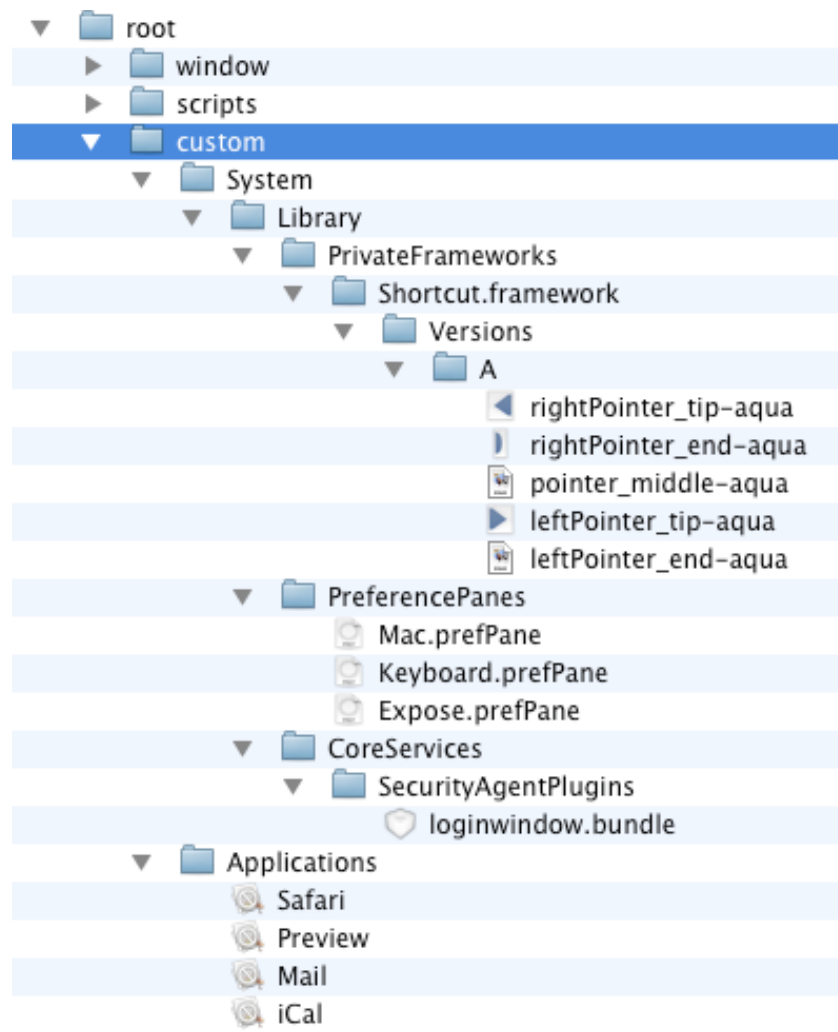 root
window
scripts
custom
System
Library
PrivateFrameworks
Shortcut.framework
Versions
A
rightPointer_tip-aqua
rightPointer_end-aqua
pointer_middle-aqua
leftPointer_tip-aqua
leftPointer_end-aqua
PreferencePanes
Mac.prefPane
Keyboard.prefPane
Expose.prefPane
CoreServices
SecurityAgentPlugins
loginwindow.bundle
Applications
Safari
Preview
Mail
iCal